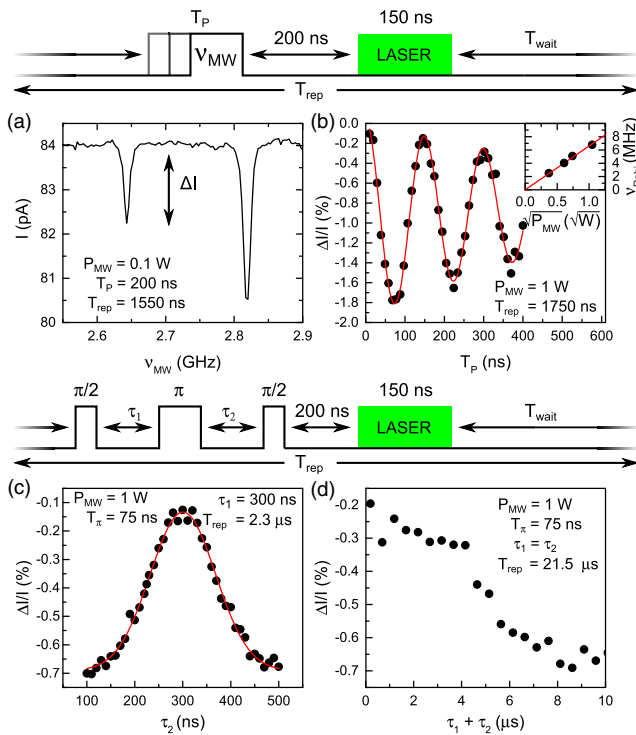 T_P
150 ns
ν_MW
200 ns
LASER
T_wait
T_rep
(a)
84
83
82
81
80
I (pA)
ΔI
P_MW = 0.1 W
T_P = 200 ns
T_rep = 1550 ns
2.6 2.7 2.8 2.9
ν_MW (GHz)
(b)
0.0
-0.2
-0.4
-0.6
-0.8
-1.0
-1.2
-1.4
-1.6
-1.8
-2.0
ΔI/I (%)
8
6
4
2
0
(MHz)
0.0 0.5 1.0
√P_MW (√W)
P_MW = 1 W
T_rep = 1750 ns
0 100 200 300 400 500 600
T_P (ns)
π/2 π π/2
150 ns
τ_1 τ_2 200 ns
LASER
T_wait
T_rep
(c)
-0.1
-0.2
-0.3
-0.4
-0.5
-0.6
-0.7
ΔI/I (%)
P_MW = 1 W
T_π = 75 ns
τ_1 = 300 ns
T_rep = 2.3 μs
100 200 300 400 500
τ_2 (ns)
(d)
-0.2
-0.3
-0.4
-0.5
-0.6
-0.7
ΔI/I (%)
P_MW = 1 W
T_π = 75 ns
τ_1 = τ_2
T_rep = 21.5 μs
0 2 4 6 8 10
τ_1 + τ_2 (μs)